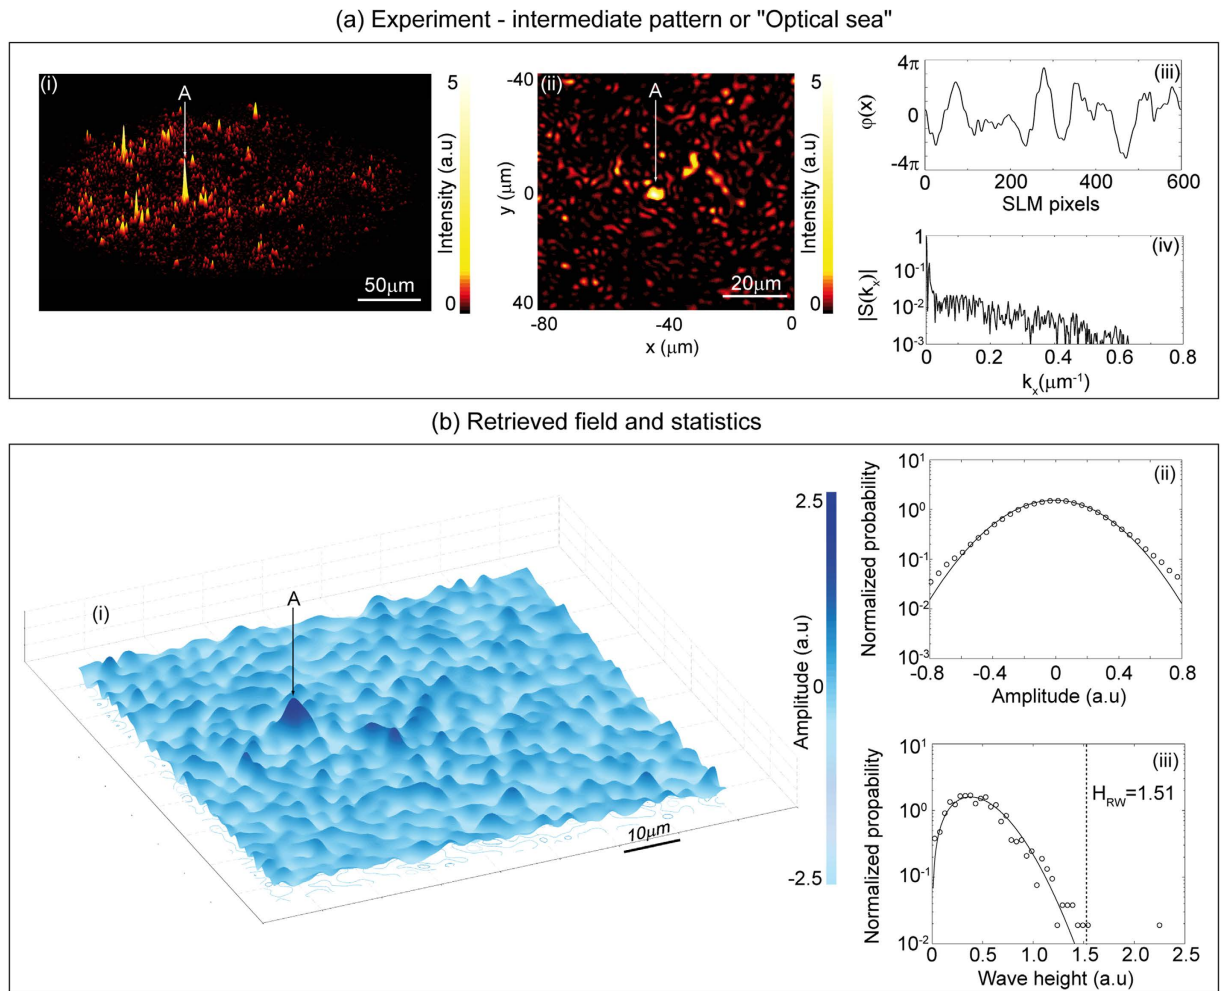 (a) Experiment - intermediate pattern or "Optical sea"
(i)
A
50μm
5
Intensity (a.u)
0
-40
(ii)
A
y (μm)
0
40
20μm
-80
-40
0
x (μm)
5
Intensity (a.u)
0
4π
(iii)
φ(x)
0
-4π
0 200 400 600
SLM pixels
1
(iv)
10-1
|S(kx)|
10-2
10-3
0 0.2 0.4 0.6 0.8
kx(μm-1)
(b) Retrieved field and statistics
(i)
A
10μm
2.5
Amplitude (a.u)
0
-2.5
101
(ii)
Normalized probability
100
10-1
10-2
10-3
-0.8 -0.4 0 0.4 0.8
Amplitude (a.u)
101
(iii)
HRW=1.51
Normalized propability
100
10-1
10-2
0 0.5 1.0 1.5 2.0 2.5
Wave height (a.u)